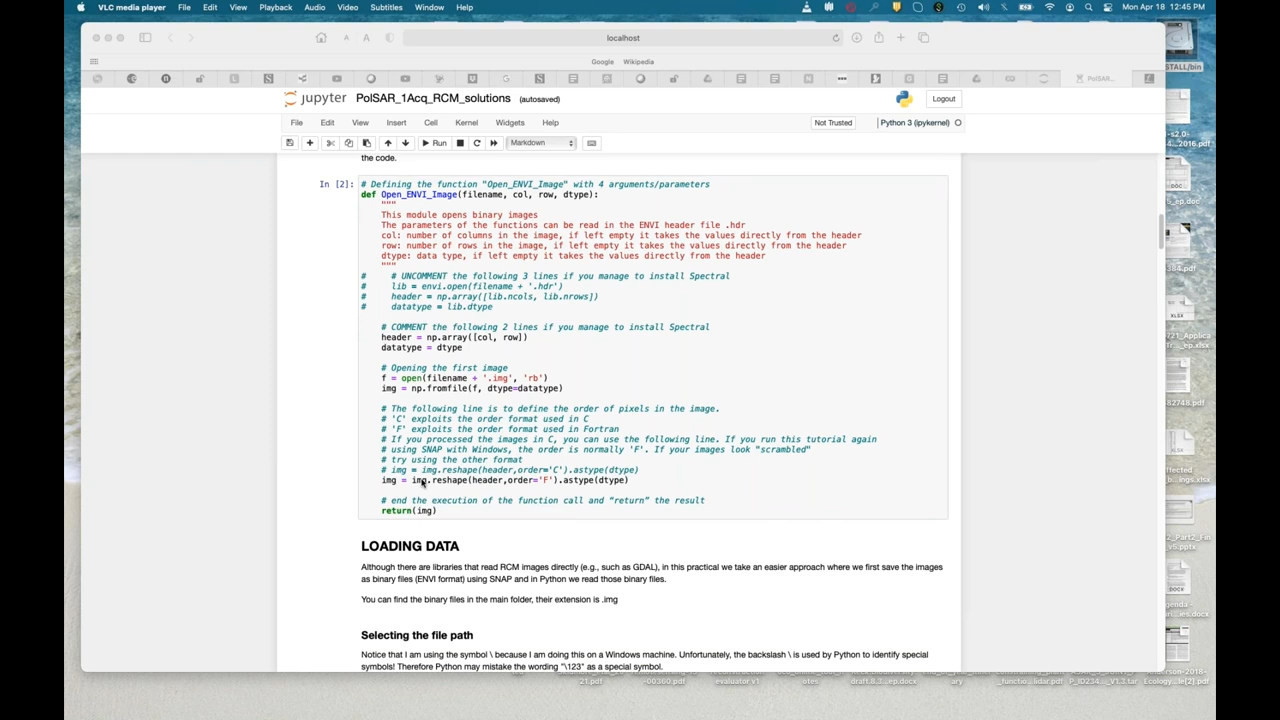 VLC media player File Edit View Playback Audio Video Subtitles Window Help Mon Apr 18 12:45 PM
localhost
Google Wikipedia
PolSAR...
STALL/bin
jupyter PolSAR_1Acq_RCM_solutions (autosaved) Logout
File Edit View Insert Cell Kernel Widgets Help Not Trusted Python 3 (ipykernel)
Run Markdown
the code.
In [2]: # Defining the function "Open_ENVI_Image" with 4 arguments/parameters
def Open_ENVI_Image(filename, col, row, dtype):
"""
This module opens binary images
The parameters of the functions can be read in the ENVI header file .hdr
col: number of columns in the image, if left empty it takes the values directly from the header
row: number of rows in the image, if left empty it takes the values directly from the header
dtype: data type, if left empty it takes the values directly from the header
"""
# # UNCOMMENT the following 3 lines if you manage to install Spectral
# lib = envi.open(filename + '.hdr')
# header = np.array([lib.ncols, lib.nrows])
# datatype = lib.dtype
# COMMENT the following 2 lines if you manage to install Spectral
header = np.array([col, row])
datatype = dtype
# Opening the first image
f = open(filename + '.img', 'rb')
img = np.fromfile(f, dtype=datatype)
# The following line is to define the order of pixels in the image.
# 'C' exploits the order format used in C
# 'F' exploits the order format used in Fortran
# If you processed the images in C, you can use the following line. If you run this tutorial again
# using SNAP with Windows, the order is normally 'F'. If your images look "scrambled"
# try using the other format
# img = img.reshape(header,order='C').astype(dtype)
img = img.reshape(header,order='F').astype(dtype)
# end the execution of the function call and "return" the result
return(img)
LOADING DATA
Although there are libraries that read RCM images directly (e.g., such as GDAL), in this practical we take an easier approach where we first save the images
as binary files (ENVI format) using SNAP and in Python we read those binary files.
You can find the binary files in the main folder, their extension is .img
Selecting the file path
Notice that I am using the symbol \ because I am doing this on a Windows machine. Unfortunately, the backslash \ is used by Python to identify special
symbols! Therefore Python may mistake the wording "\123" as a special symbol.